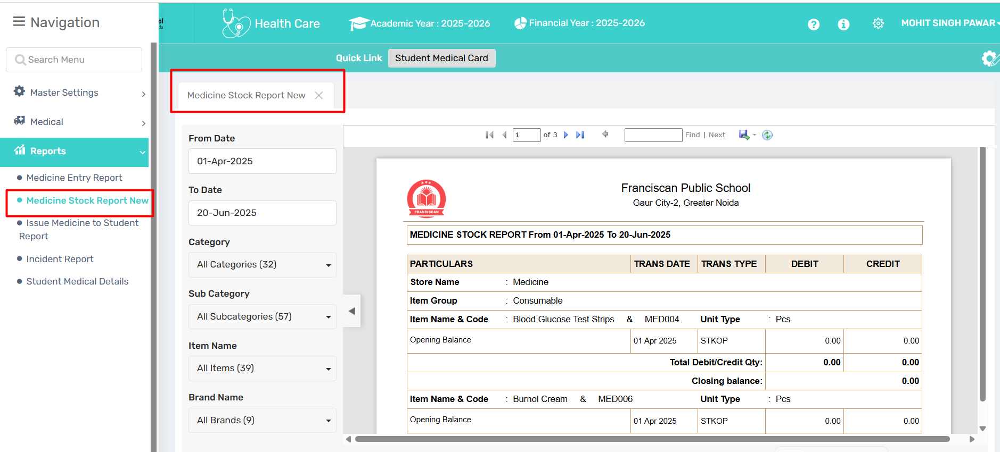 Navigation
ol
da
Health Care
Academic Year : 2025-2026
Financial Year : 2025-2026
MOHIT SINGH PAWAR
Search Menu
Quick Link
Student Medical Card
Master Settings
Medical
Reports
Medicine Entry Report
Medicine Stock Report New
Issue Medicine to Student
Report
Incident Report
Student Medical Details
Medicine Stock Report New
From Date
01-Apr-2025
To Date
20-Jun-2025
Category
All Categories (32)
Sub Category
All Subcategories (57)
Item Name
All Items (39)
Brand Name
All Brands (9)
1 of 3 Find | Next
FRANCISCAN
Franciscan Public School
Gaur City-2, Greater Noida
MEDICINE STOCK REPORT From 01-Apr-2025 To 20-Jun-2025
PARTICULARS TRANS DATE TRANS TYPE DEBIT CREDIT
Store Name : Medicine
Item Group : Consumable
Item Name & Code : Blood Glucose Test Strips & MED004 Unit Type : Pcs
Opening Balance 01 Apr 2025 STKOP 0.00 0.00
Total Debit/Credit Qty: 0.00 0.00
Closing balance: 0.00
Item Name & Code : Burnol Cream & MED006 Unit Type : Pcs
Opening Balance 01 Apr 2025 STKOP 0.00 0.00